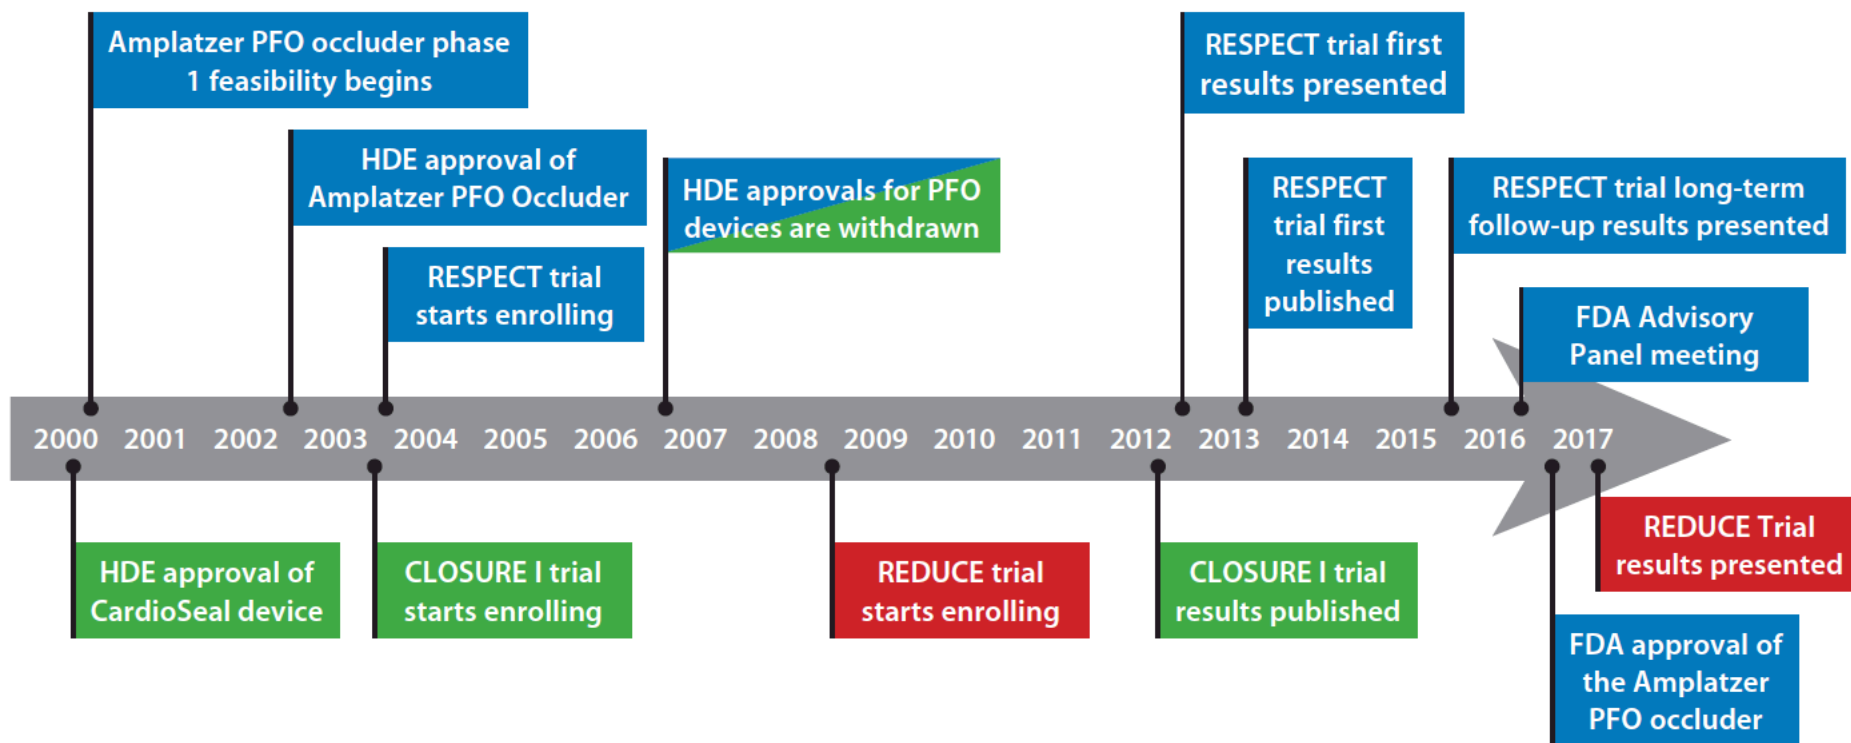 Amplatzer PFO occluder phase
1 feasibility begins
HDE approval of
Amplatzer PFO Occluder
RESPECT trial
starts enrolling
HDE approvals for PFO
devices are withdrawn
RESPECT trial first
results presented
RESPECT
trial first
results
published
RESPECT trial long-term
follow-up results presented
FDA Advisory
Panel meeting
2000 2001 2002 2003 2004 2005 2006 2007 2008 2009 2010 2011 2012 2013 2014 2015 2016 2017
HDE approval of
CardioSeal device
CLOSURE I trial
starts enrolling
REDUCE trial
starts enrolling
CLOSURE I trial
results published
REDUCE Trial
results presented
FDA approval of
the Amplatzer
PFO occluder